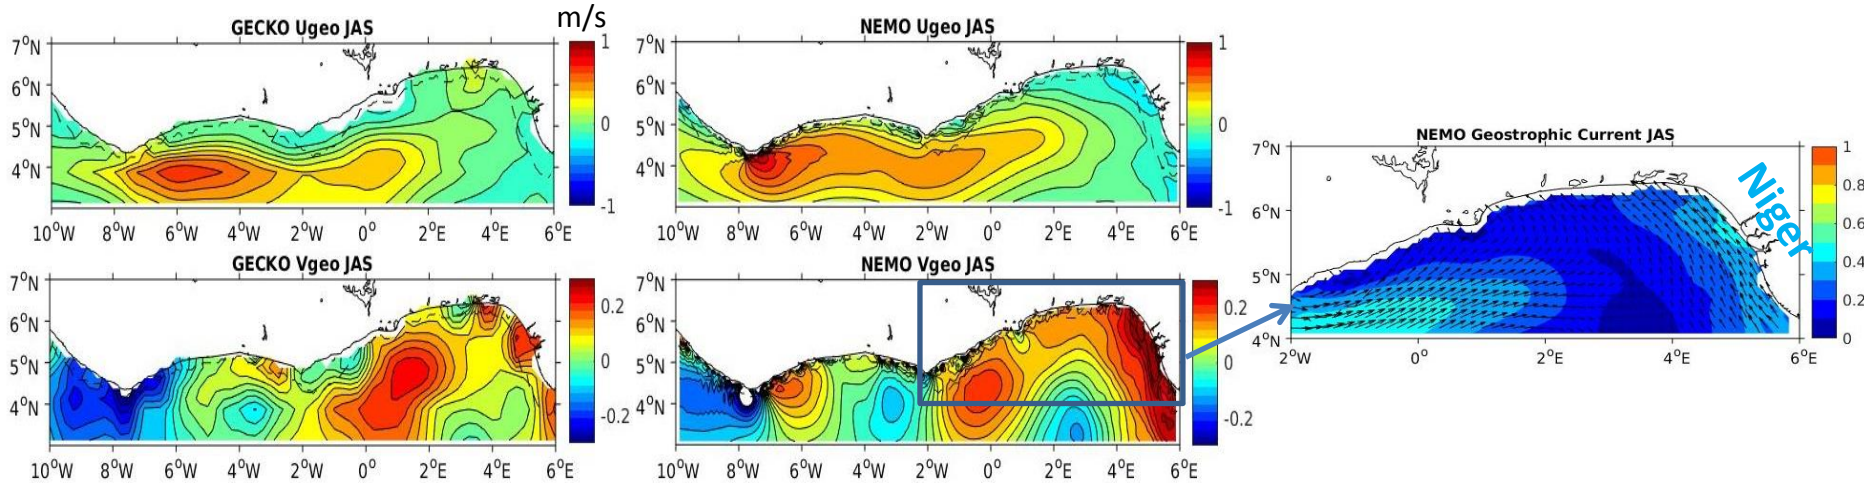 m/s
GECKO Ugeo JAS
7°N
6°N
5°N
4°N
10°W 8°W 6°W 4°W 2°W 0° 2°E 4°E 6°E
1
0
-1
NEMO Ugeo JAS
7°N
6°N
5°N
4°N
10°W 8°W 6°W 4°W 2°W 0° 2°E 4°E 6°E
1
0
-1
GECKO Vgeo JAS
7°N
6°N
5°N
4°N
10°W 8°W 6°W 4°W 2°W 0° 2°E 4°E 6°E
0.2
0
-0.2
NEMO Vgeo JAS
7°N
6°N
5°N
4°N
10°W 8°W 6°W 4°W 2°W 0° 2°E 4°E 6°E
0.2
0
-0.2
NEMO Geostrophic Current JAS
7°N
6°N
5°N
4°N
2°W 0° 2°E 4°E 6°E
Niger
1
0.8
0.6
0.4
0.2
0